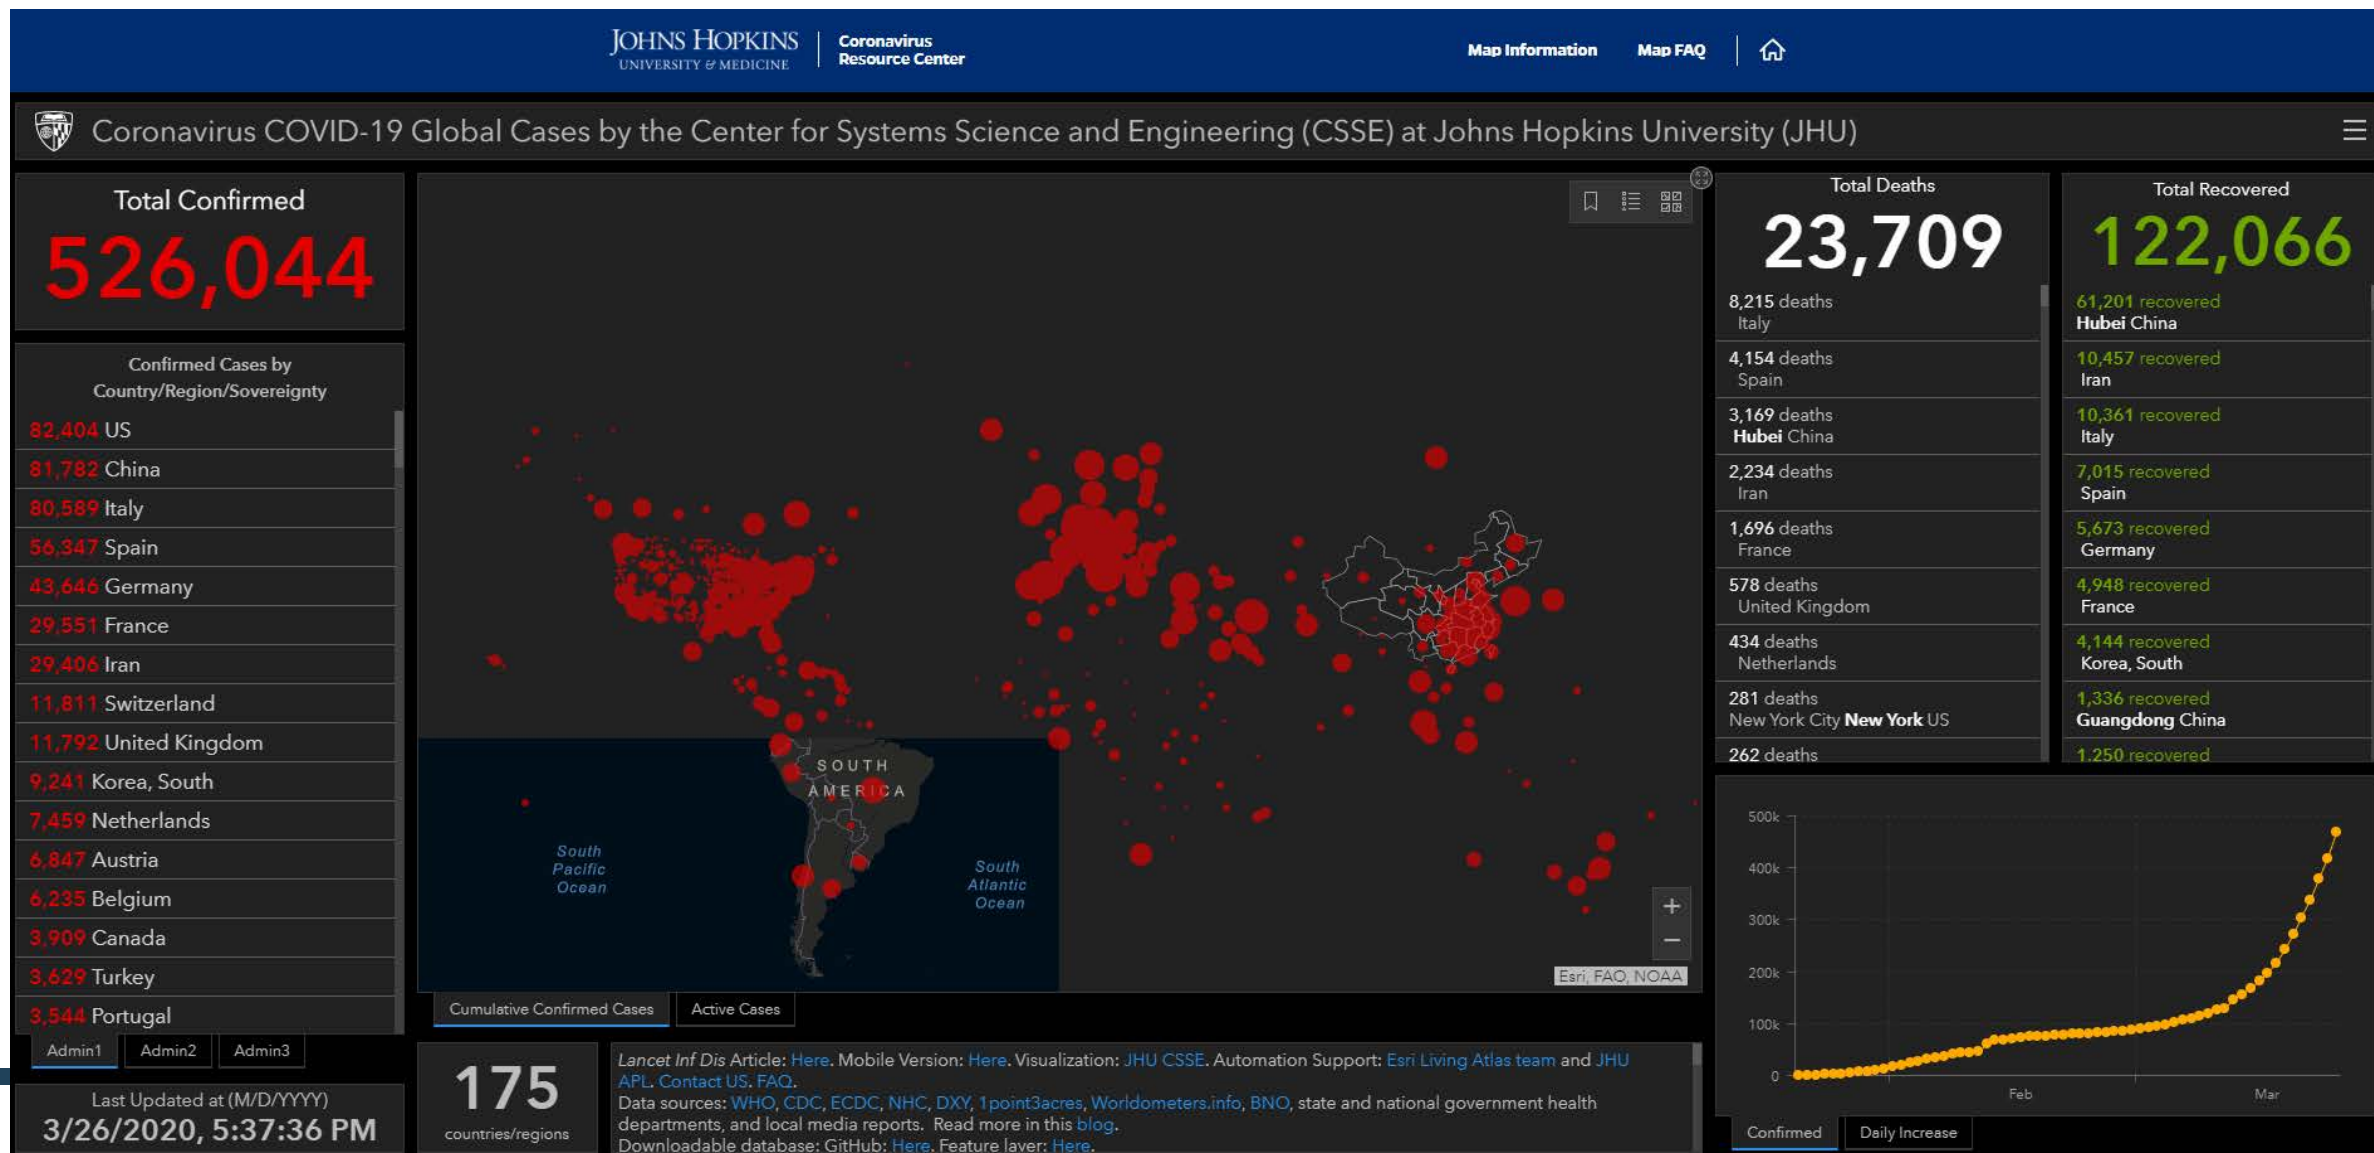 JOHNS HOPKINS
UNIVERSITY & MEDICINE
Coronavirus
Resource Center
Map Information
Map FAQ
Coronavirus COVID-19 Global Cases by the Center for Systems Science and Engineering (CSSE) at Johns Hopkins University (JHU)
Total Confirmed
526,044
Confirmed Cases by
Country/Region/Sovereignty
82,404 US
81,782 China
80,589 Italy
56,347 Spain
43,646 Germany
29,551 France
29,406 Iran
11,811 Switzerland
11,792 United Kingdom
9,241 Korea, South
7,459 Netherlands
6,847 Austria
6,235 Belgium
3,909 Canada
3,629 Turkey
3,544 Portugal
Admin1
Admin2
Admin3
Last Updated at (M/D/YYYY)
3/26/2020, 5:37:36 PM
SOUTH
AMERICA
South
Pacific
Ocean
South
Atlantic
Ocean
+
−
Esri, FAO, NOAA
Cumulative Confirmed Cases
Active Cases
175
countries/regions
Lancet Inf Dis Article: Here. Mobile Version: Here. Visualization: JHU CSSE. Automation Support: Esri Living Atlas team and JHU
APL. Contact US. FAQ.
Data sources: WHO, CDC, ECDC, NHC, DXY, 1point3acres, Worldometers.info, BNO, state and national government health
departments, and local media reports. Read more in this blog.
Downloadable database: GitHub: Here. Feature layer: Here.
Total Deaths
23,709
8,215 deaths
Italy
4,154 deaths
Spain
3,169 deaths
Hubei China
2,234 deaths
Iran
1,696 deaths
France
578 deaths
United Kingdom
434 deaths
Netherlands
281 deaths
New York City New York US
262 deaths
Total Recovered
122,066
61,201 recovered
Hubei China
10,457 recovered
Iran
10,361 recovered
Italy
7,015 recovered
Spain
5,673 recovered
Germany
4,948 recovered
France
4,144 recovered
Korea, South
1,336 recovered
Guangdong China
1,250 recovered
500k
400k
300k
200k
100k
0
Feb
Mar
Confirmed
Daily Increase